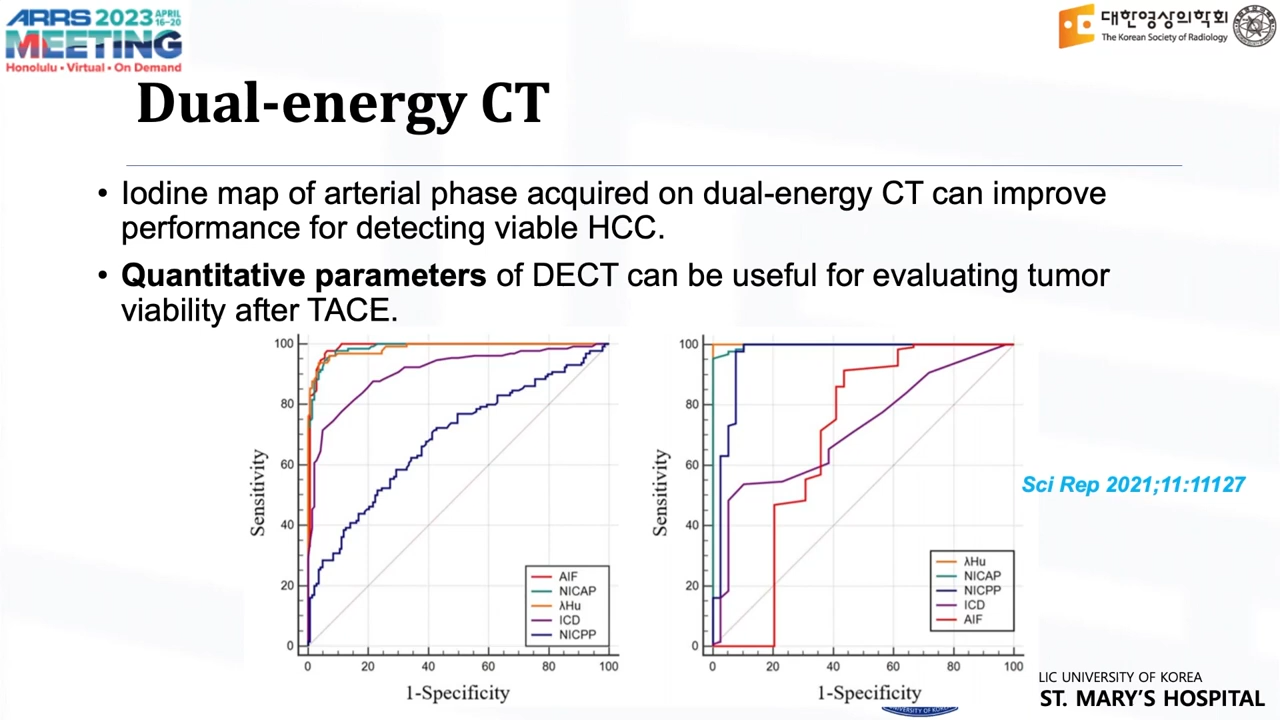 ARRS 2023 APRIL 16–20
MEETING
Honolulu • Virtual • On Demand
대한영상의학회
The Korean Society of Radiology
Dual-energy CT
• Iodine map of arterial phase acquired on dual-energy CT can improve
performance for detecting viable HCC.
• Quantitative parameters of DECT can be useful for evaluating tumor
viability after TACE.
100
80
60
40
20
0
Sensitivity
AIF
NICAP
λHu
ICD
NICPP
0 20 40 60 80 100
1-Specificity
100
80
60
40
20
0
Sensitivity
λHu
NICAP
NICPP
ICD
AIF
0 20 40 60 80 100
1-Specificity
Sci Rep 2021;11:11127
LIC UNIVERSITY OF KOREA
ST. MARY'S HOSPITAL